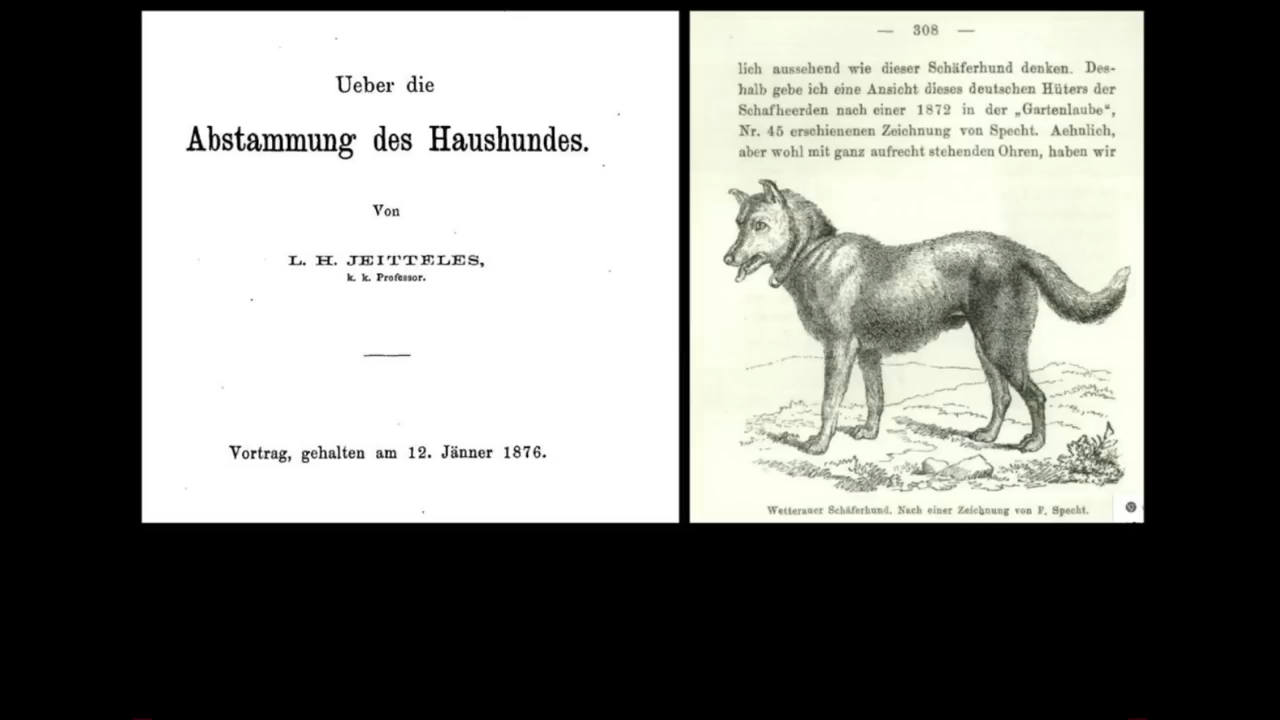 Ueber die
Abstammung des Haushundes.
Von
L. H. JEITTELES,
k. k. Professor.
Vortrag, gehalten am 12. Jänner 1876.
— 308 —
lich aussehend wie dieser Schäferhund denken. Des-
halb gebe ich eine Ansicht dieses deutschen Hüters der
Schafheerden nach einer 1872 in der „Gartenlaube“,
Nr. 45 erschienenen Zeichnung von Specht. Aehnlich,
aber wohl mit ganz aufrecht stehenden Ohren, haben wir
Wetterauer Schäferhund. Nach einer Zeichnung von F. Specht.